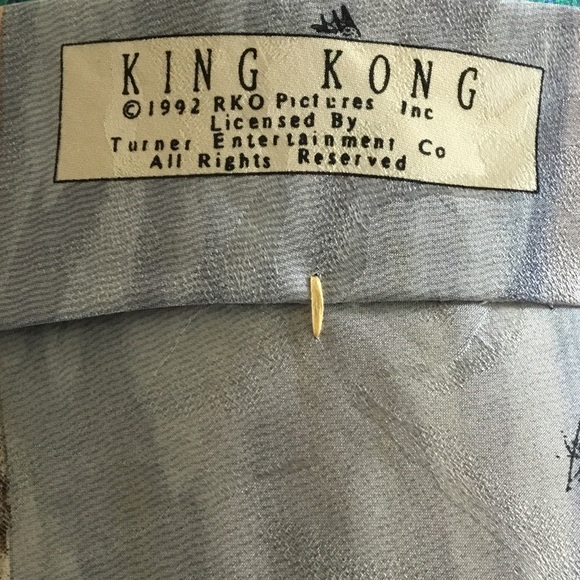 KING KONG
©1992 RKO Pictures Inc
Licensed By
Turner Entertainment Co
All Rights Reserved